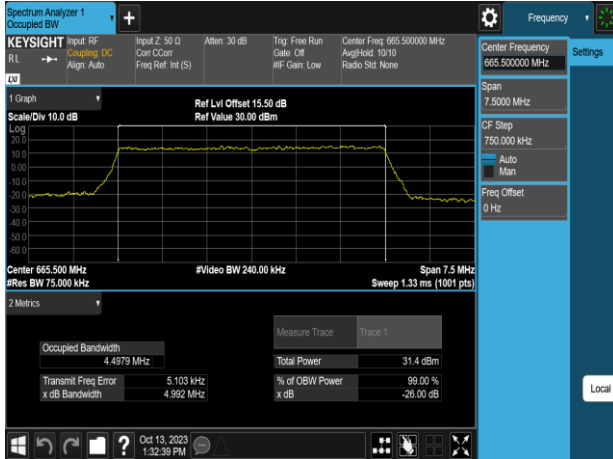 Spectrum Analyzer 1
Occupied BW
Frequency
KEYSIGHT
RL
LXI
Input: RF
Coupling: DC
Align: Auto
Input Z: 50 Ω
Corr CCorr
Freq Ref: Int (S)
Atten: 30 dB
Trig: Free Run
Gate: Off
#IF Gain: Low
Center Freq: 665.500000 MHz
Avg|Hold: 10/10
Radio Std: None
Center Frequency
665.500000 MHz
Settings
Span
7.5000 MHz
CF Step
750.000 kHz
Auto
Man
Freq Offset
0 Hz
Local
1 Graph
Scale/Div 10.0 dB
Ref Lvl Offset 15.50 dB
Ref Value 30.00 dBm
Log
20.0
10.0
0.00
-10.0
-20.0
-30.0
-40.0
-50.0
-60.0
Center 665.500 MHz
#Res BW 75.000 kHz
#Video BW 240.00 kHz
Span 7.5 MHz
Sweep 1.33 ms (1001 pts)
2 Metrics
Measure Trace Trace 1
Occupied Bandwidth
4.4979 MHz
Total Power 31.4 dBm
Transmit Freq Error 5.103 kHz
% of OBW Power 99.00 %
x dB Bandwidth 4.992 MHz
x dB -26.00 dB
?
Oct 13, 2023
1:32:39 PM